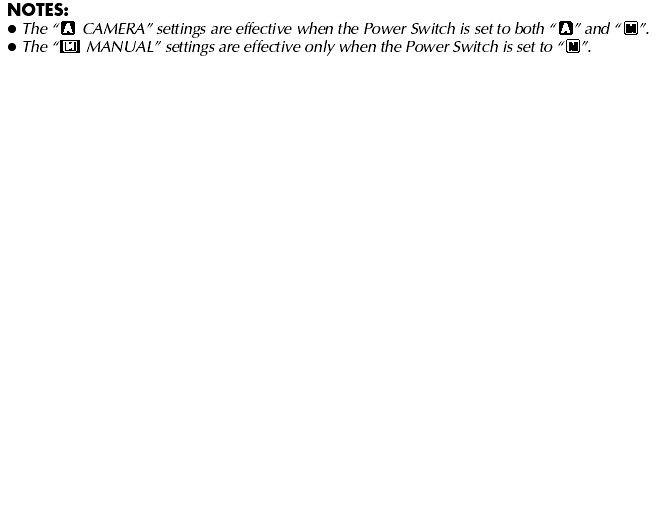 NOTES:
● The “A CAMERA” settings are effective when the Power Switch is set to both “A” and “M”.
● The “ MANUAL” settings are effective only when the Power Switch is set to “M”.